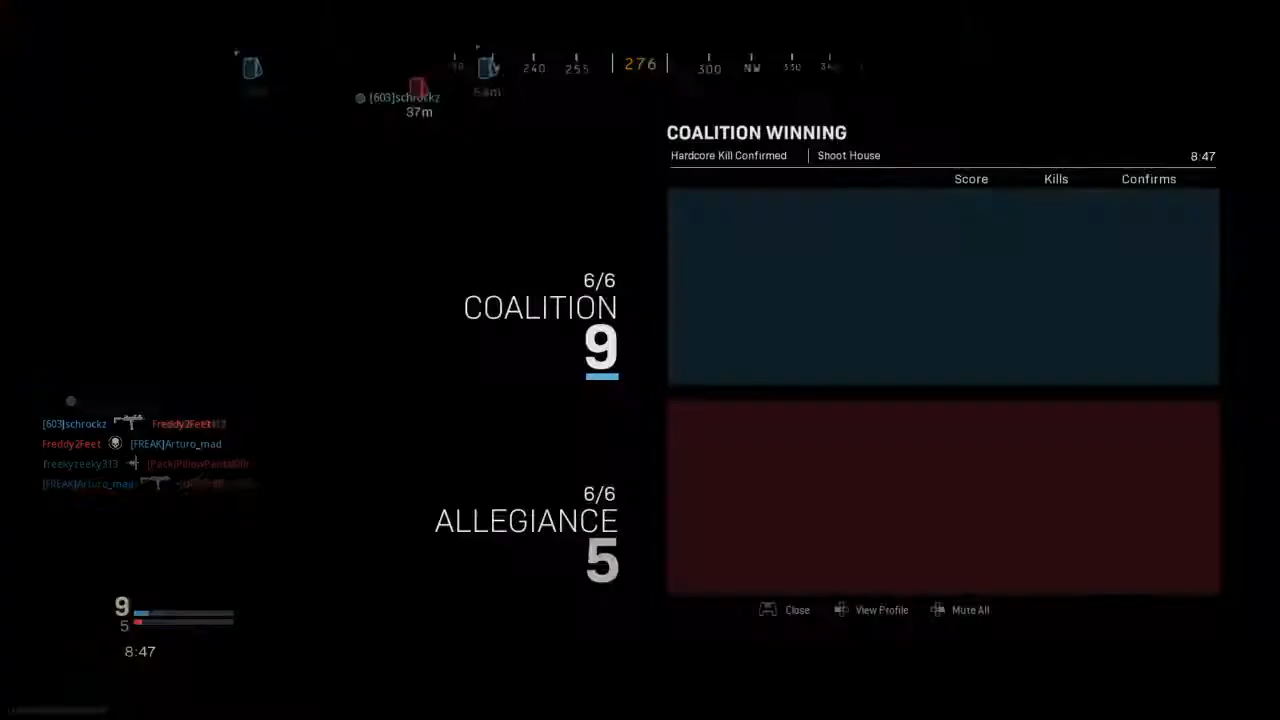 240 255 276 300 NW 330
[603]schrockz
37m
COALITION WINNING
Hardcore Kill Confirmed Shoot House 8:47
Score Kills Confirms
6/6
COALITION
9
[603]schrockz Freddy2Feet
Freddy2Feet [FREAK]Arturo_mad
freekyzeeky313
[FREAK]Arturo_mad
6/6
ALLEGIANCE
5
9
5
8:47
Close View Profile Mute All